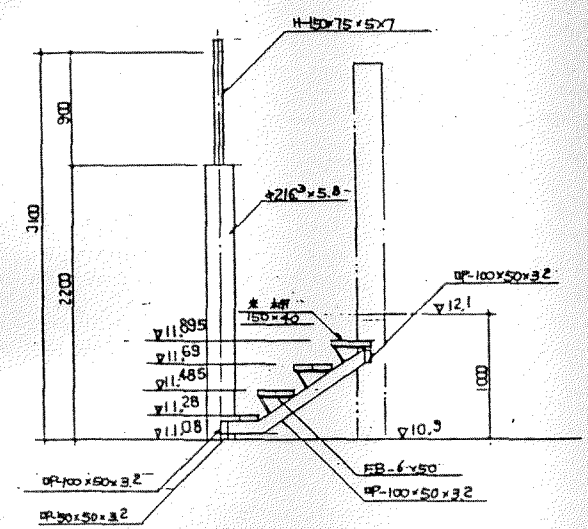 H-150×75×5×7
900
3100
φ216.3×5.8
2200
□P-100×50×3.2
▽12.1
150×40
▽11.895
▽11.69
1000
▽11.485
▽11.28
▽11.08
▽10.9
FB-6×50
□P-100×50×3.2
□P-100×50×3.2
□P-50×50×3.2